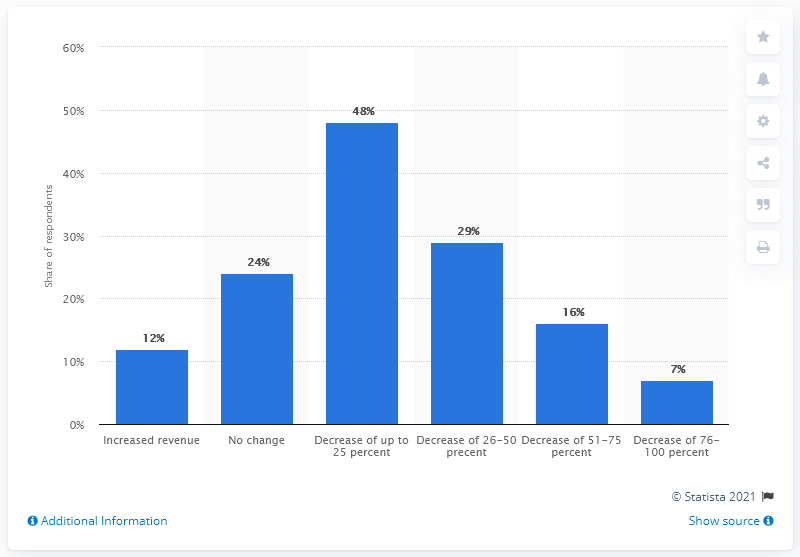 60%
50%
40%
30%
20%
10%
0%
Share of respondents
12%
24%
48%
29%
16%
7%
Increased revenue
No change
Decrease of up to
25 percent
Decrease of 26-50
precent
Decrease of 51-75
percent
Decrease of 76-
100 percent
© Statista 2021
Additional Information
Show source